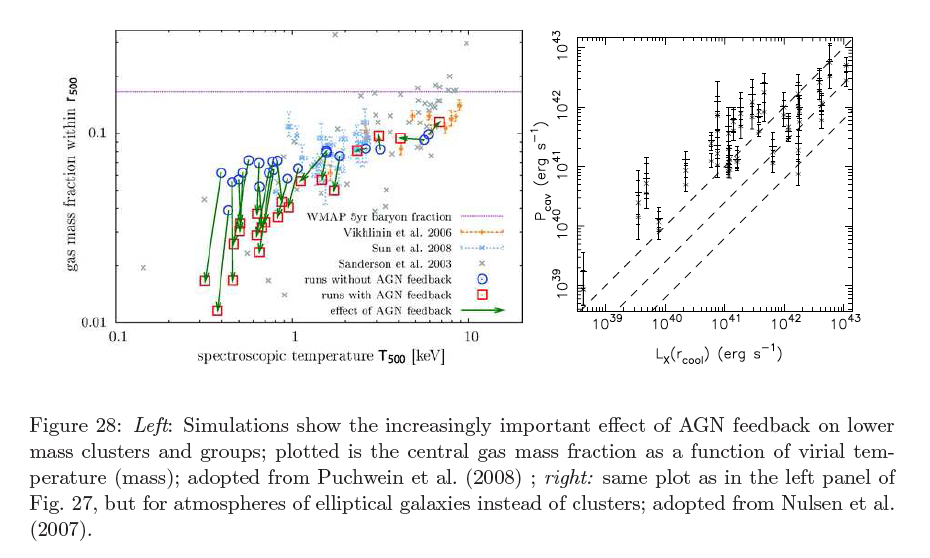 gas mass fraction within r500
0.1
0.01
WMAP 5yr baryon fraction
Vikhlinin et al. 2006
Sun et al. 2008
Sanderson et al. 2003
runs without AGN feedback
runs with AGN feedback
effect of AGN feedback
0.1
1
10
spectroscopic temperature T500 [keV]
Pcav (erg s−1)
10^43
10^42
10^41
10^40
10^39
10^39
10^40
10^41
10^42
10^43
LX(rcool) (erg s−1)
Figure 28: Left: Simulations show the increasingly important effect of AGN feedback on lower
mass clusters and groups; plotted is the central gas mass fraction as a function of virial tem-
perature (mass); adopted from Puchwein et al. (2008) ; right: same plot as in the left panel of
Fig. 27, but for atmospheres of elliptical galaxies instead of clusters; adopted from Nulsen et al.
(2007).